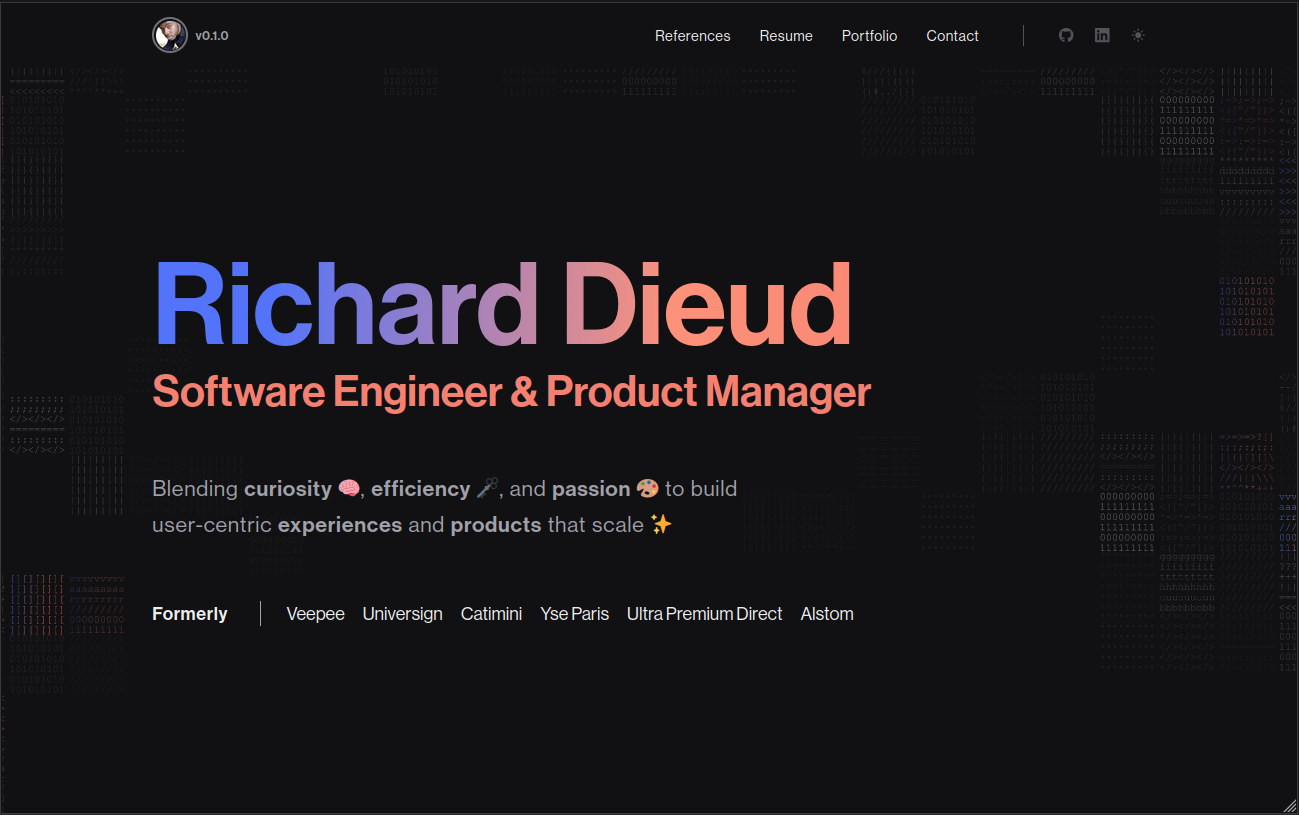 v0.1.0
References Resume Portfolio Contact
Richard Dieud
Software Engineer & Product Manager
Blending curiosity 🧠, efficiency 🗝️, and passion 🎨 to build
user-centric experiences and products that scale ✨
Formerly Veepee Universign Catimini Yse Paris Ultra Premium Direct Alstom